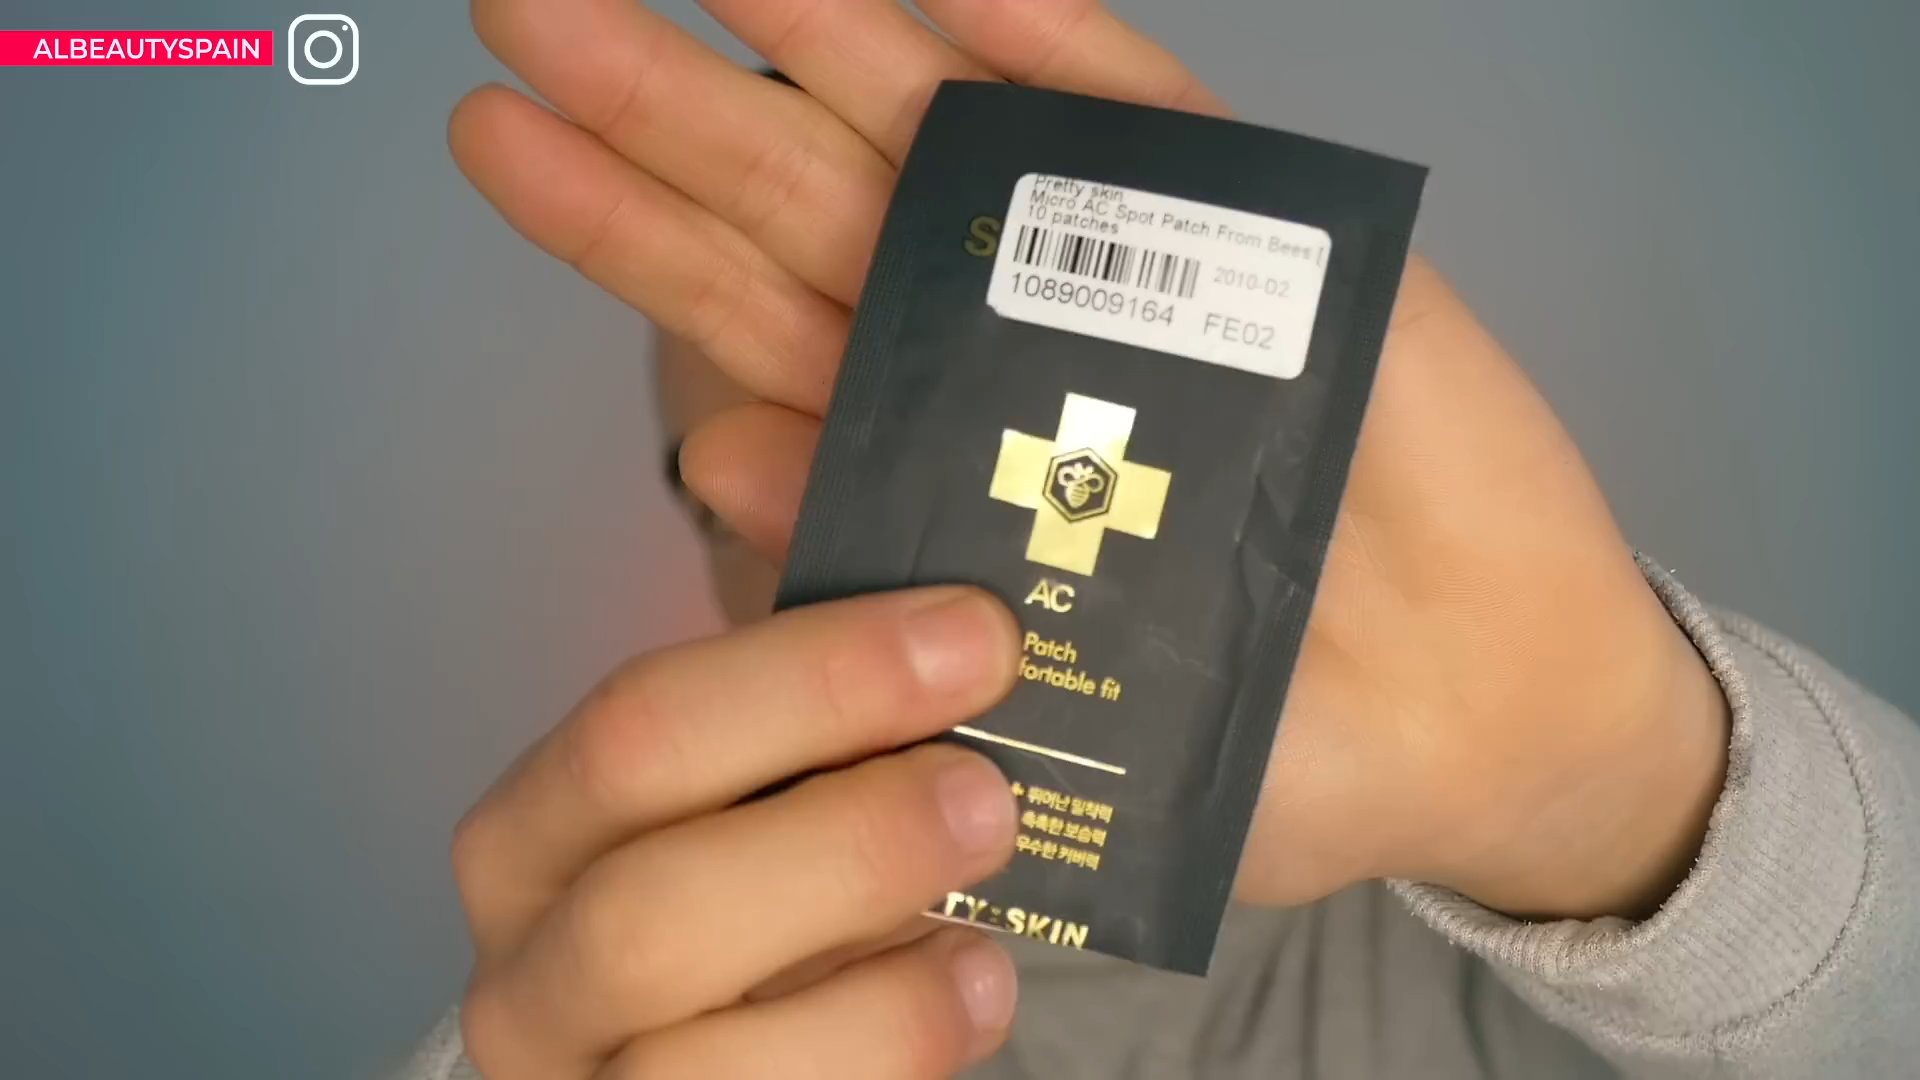 ALBEAUTYSPAIN
Pretty skin
Micro AC Spot Patch From Bees [
10 patches
2010-D2
1089009164
FE02
S
AC
Patch
fortable fit
뛰어난 밀착력
촉촉한 보습력
우수한 커버력
TY:SKIN